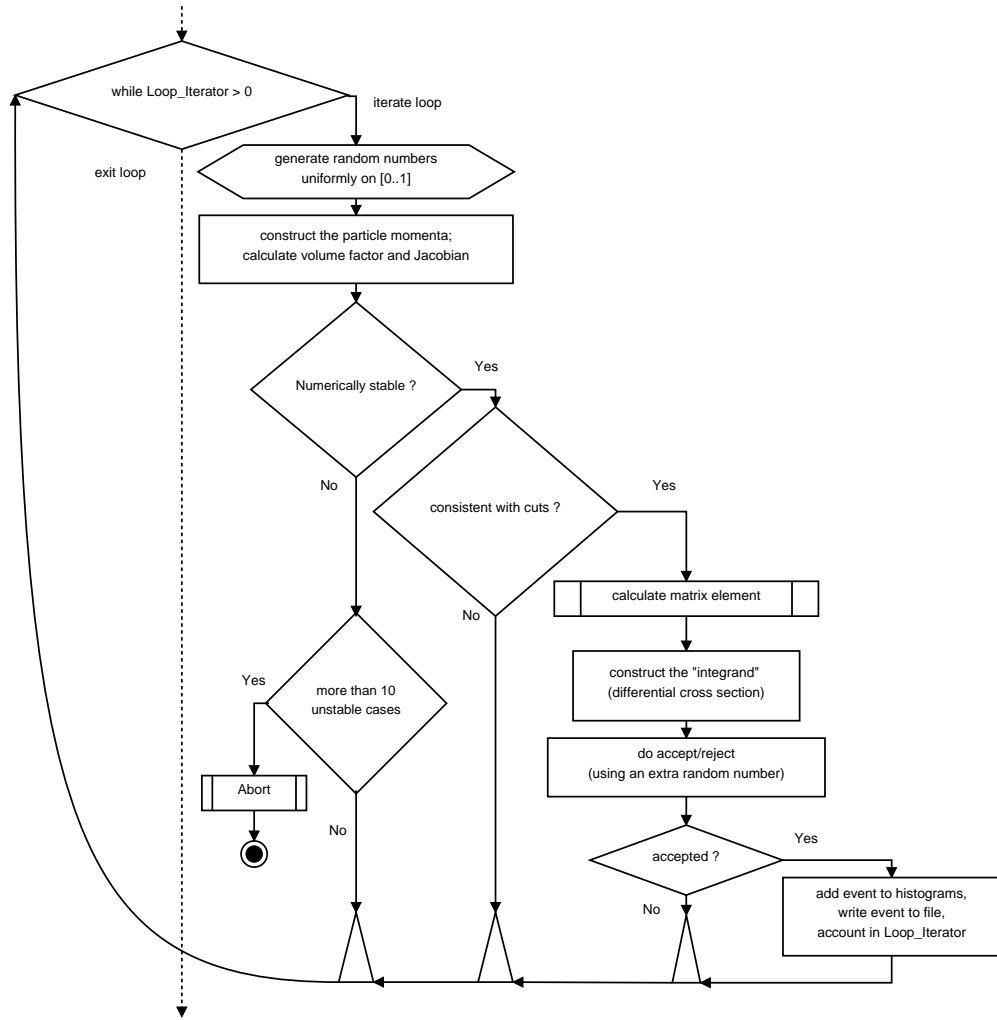 while Loop_Iterator > 0
iterate loop
exit loop
generate random numbers
uniformly on [0..1]
construct the particle momenta;
calculate volume factor and Jacobian
Yes
Numerically stable ?
No
Yes
consistent with cuts ?
No
calculate matrix element
construct the "integrand"
(differential cross section)
Yes
more than 10
unstable cases
do accept/reject
(using an extra random number)
Abort
No
Yes
accepted ?
No
add event to histograms,
write event to file,
account in Loop_Iterator